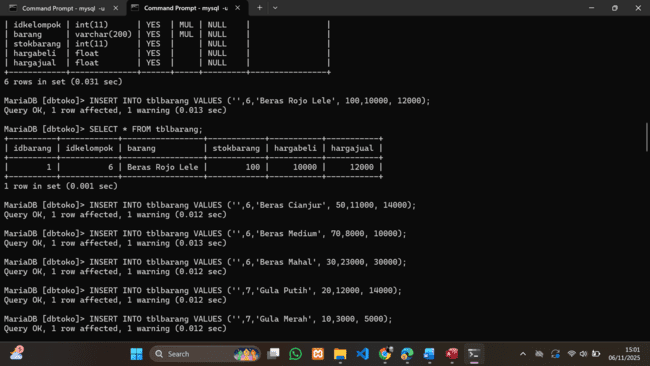 Command Prompt - mysql -u
Command Prompt - mysql -u
| idkelompok | int(11) | YES | MUL | NULL | |
| barang | varchar(200) | YES | MUL | NULL | |
| stokbarang | int(11) | YES | | NULL | |
| hargabeli | float | YES | | NULL | |
| hargajual | float | YES | | NULL | |
+------------+--------------+------+-----+---------+----------------+
6 rows in set (0.031 sec)
MariaDB [dbtoko]> INSERT INTO tblbarang VALUES ('',6,'Beras Rojo Lele', 100,10000, 12000);
Query OK, 1 row affected, 1 warning (0.013 sec)
MariaDB [dbtoko]> SELECT * FROM tblbarang;
+----------+------------+-----------------+------------+-----------+-----------+
| idbarang | idkelompok | barang | stokbarang | hargabeli | hargajual |
+----------+------------+-----------------+------------+-----------+-----------+
| 1 | 6 | Beras Rojo Lele | 100 | 10000 | 12000 |
+----------+------------+-----------------+------------+-----------+-----------+
1 row in set (0.001 sec)
MariaDB [dbtoko]> INSERT INTO tblbarang VALUES ('',6,'Beras Cianjur', 50,11000, 14000);
Query OK, 1 row affected, 1 warning (0.012 sec)
MariaDB [dbtoko]> INSERT INTO tblbarang VALUES ('',6,'Beras Medium', 70,8000, 10000);
Query OK, 1 row affected, 1 warning (0.013 sec)
MariaDB [dbtoko]> INSERT INTO tblbarang VALUES ('',6,'Beras Mahal', 30,23000, 30000);
Query OK, 1 row affected, 1 warning (0.012 sec)
MariaDB [dbtoko]> INSERT INTO tblbarang VALUES ('',7,'Gula Putih', 20,12000, 14000);
Query OK, 1 row affected, 1 warning (0.012 sec)
MariaDB [dbtoko]> INSERT INTO tblbarang VALUES ('',7,'Gula Merah', 10,3000, 5000);
Query OK, 1 row affected, 1 warning (0.012 sec)
Search
15:01
06/11/2025